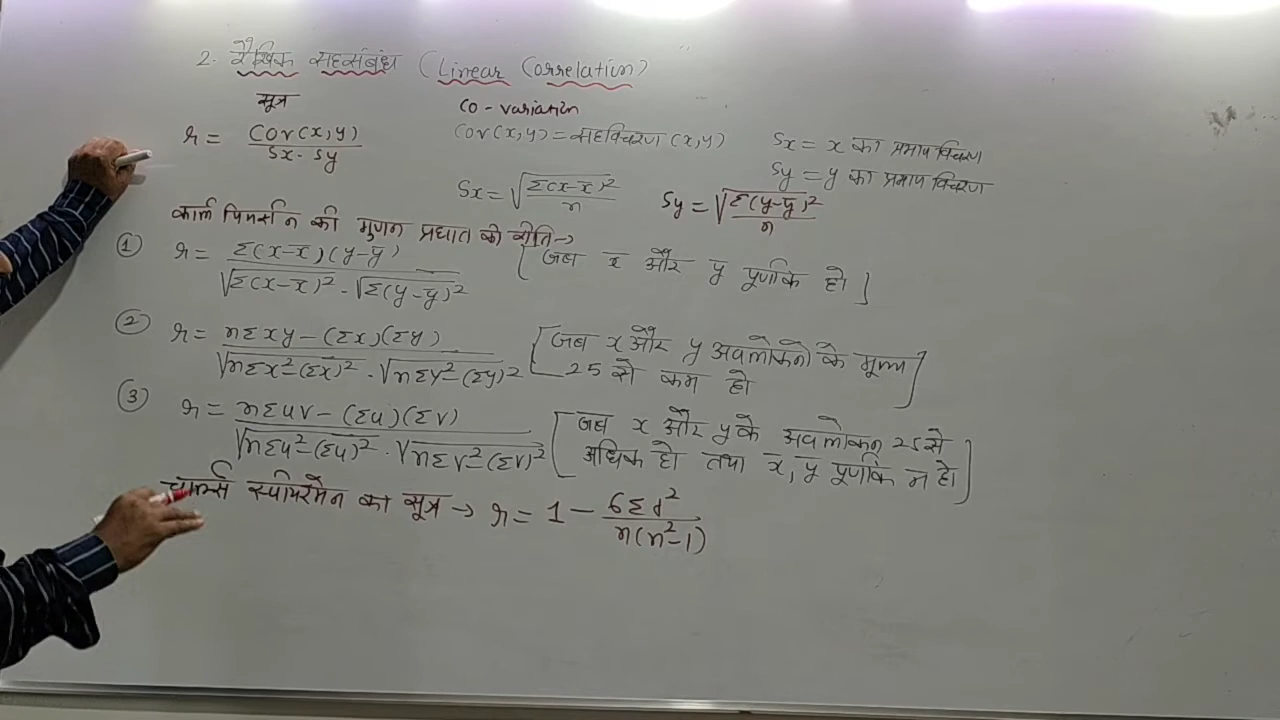 2. रैखिक सहसंबंध (Linear Correlation)
सूत्र
r = Cov(x,y) / Sx · Sy
Co-variation
Cov(x,y) = सहविचरण (x,y)
Sx = x का प्रमाप विचरण
Sy = y का प्रमाप विचरण
Sx = √(Σ(x-x̄)² / n)
Sy = √(Σ(y-ȳ)² / n)
कार्ल पियर्सन की गुणन प्रघात की रीति→
① r = Σ(x-x̄)(y-ȳ) / √Σ(x-x̄)² · √Σ(y-ȳ)² [जब x̄ और ȳ पूर्णांक हो]
② r = nΣxy - (Σx)(Σy) / √nΣx²-(Σx)² · √nΣy²-(Σy)² [जब x और y अवलोकनो के मूल्य
25 से कम हो]
③ r = nΣuv - (Σu)(Σv) / √nΣu²-(Σu)² · √nΣv²-(Σv)² [जब x और y के अवलोकन 25 से
अधिक हो तथा x̄, ȳ पूर्णांक न हो]
चार्ल्स स्पीयरमैन का सूत्र → r = 1 - 6Σd² / n(n²-1)